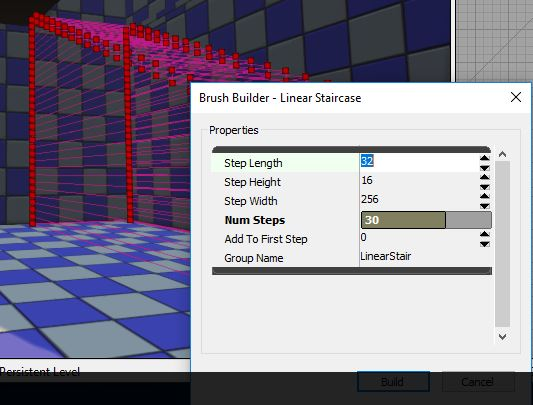 Brush Builder - Linear Staircase
Properties
Step Length 32
Step Height 16
Step Width 256
Num Steps 30
Add To First Step 0
Group Name LinearStair
Persistent Level
Build Cancel